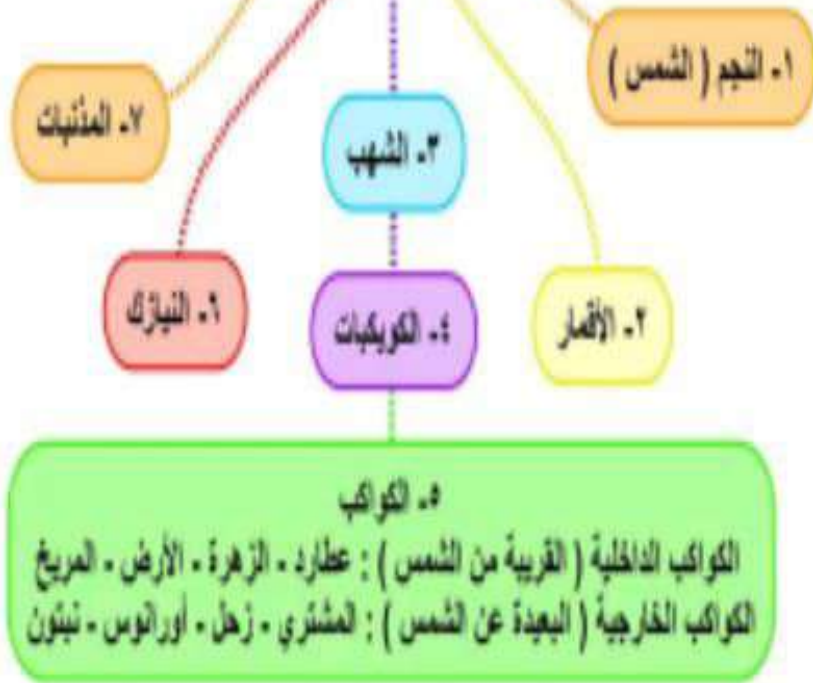 ١- النجم ( الشمس )
٢- الأقمار
٣- الشهب
٤- الكويكبات
٥- الكواكب
الكواكب الداخلية ( القريبة من الشمس ) : عطارد - الزهرة - الأرض - المريخ
الكواكب الخارجية ( البعيدة عن الشمس ) : المشتري - زحل - أورانوس - نبتون
٦- النيازك
٧- المذنبات